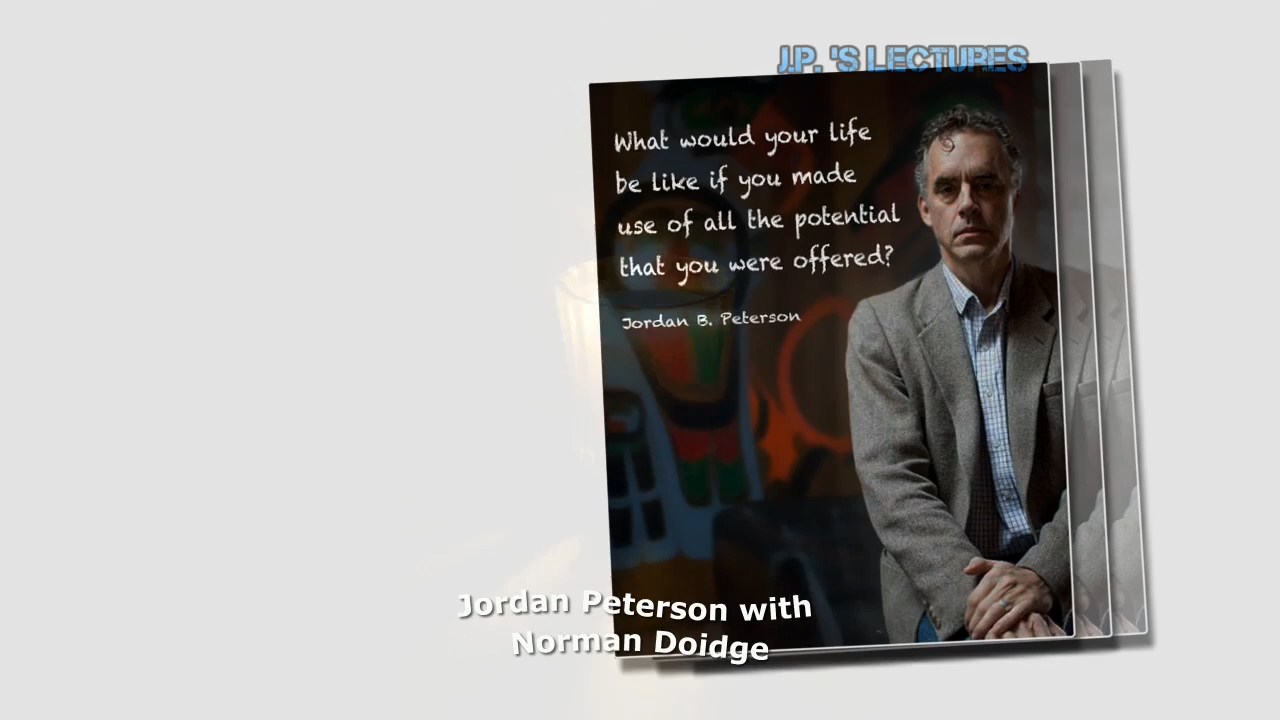 J.P. 'S LECTURES
What would your life
be like if you made
use of all the potential
that you were offered?
Jordan B. Peterson
Jordan Peterson with
Norman Doidge